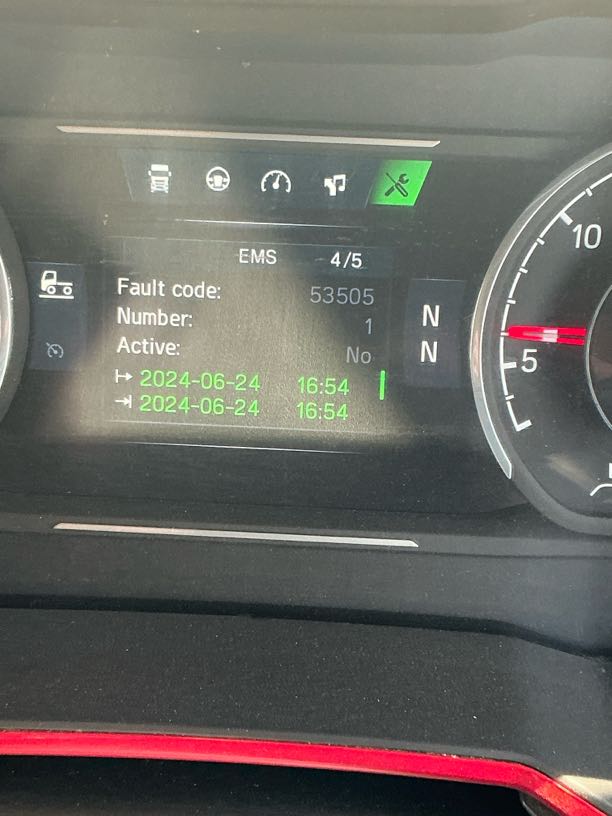 EMS 4/5
Fault code: 53505
Number: 1
Active: No
2024-06-24 16:54
2024-06-24 16:54
N
N
10
5